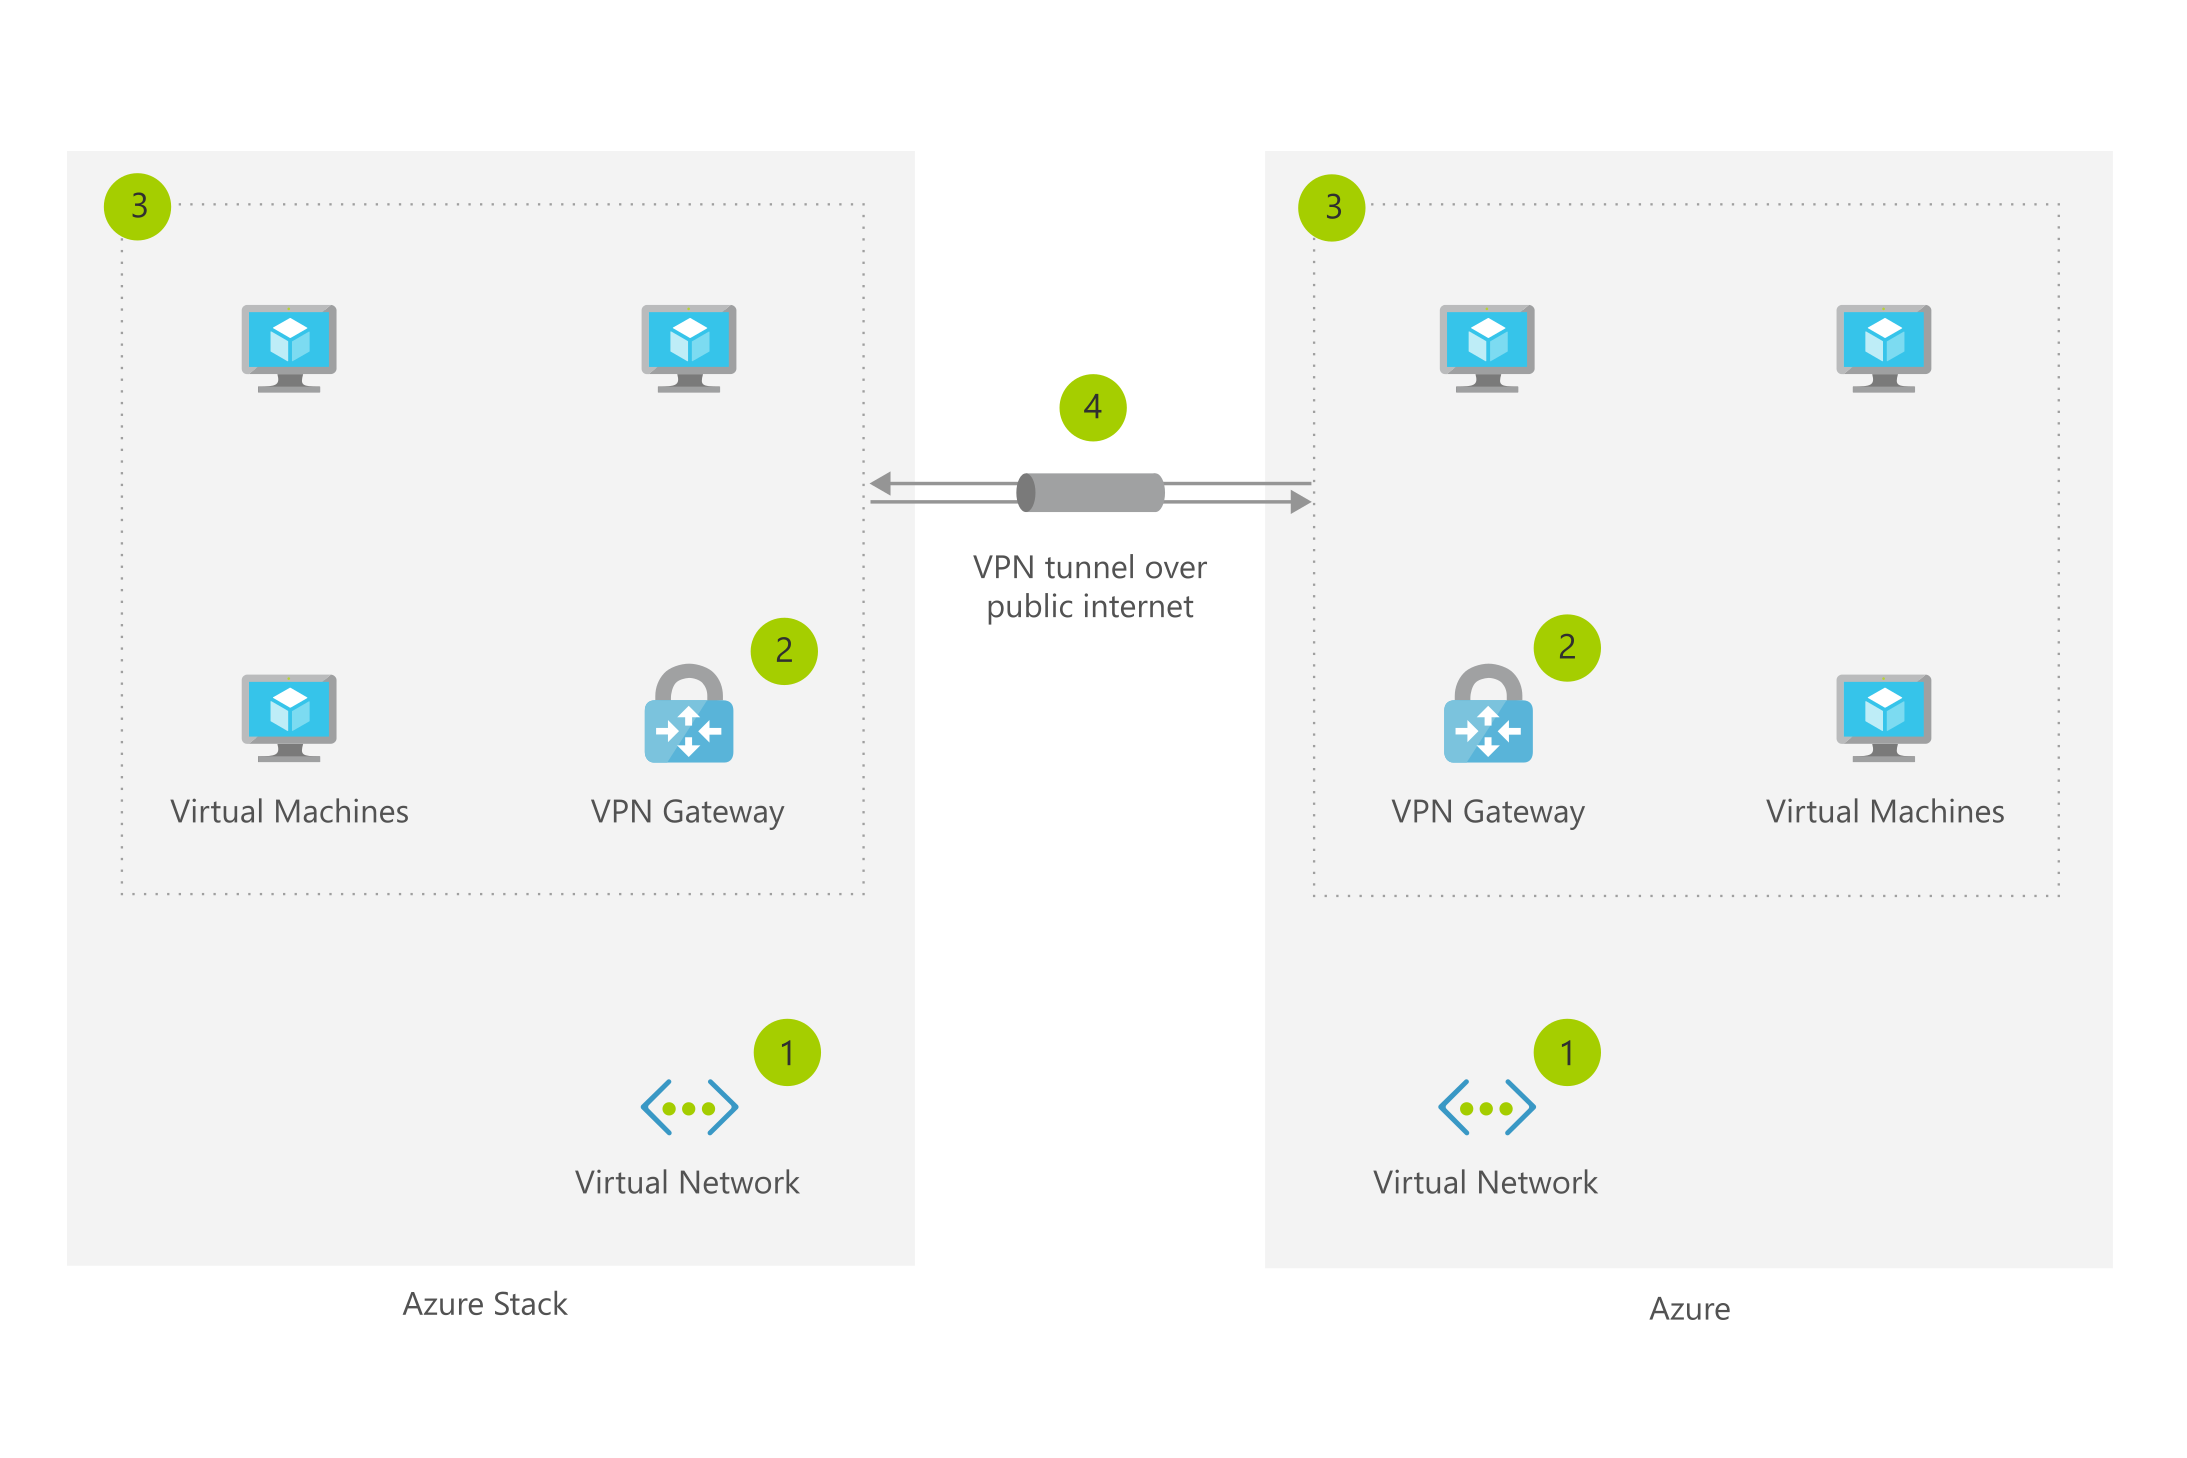 3
3
4
VPN tunnel over
public internet
2
2
Virtual Machines
VPN Gateway
VPN Gateway
Virtual Machines
1
1
Virtual Network
Virtual Network
Azure Stack
Azure